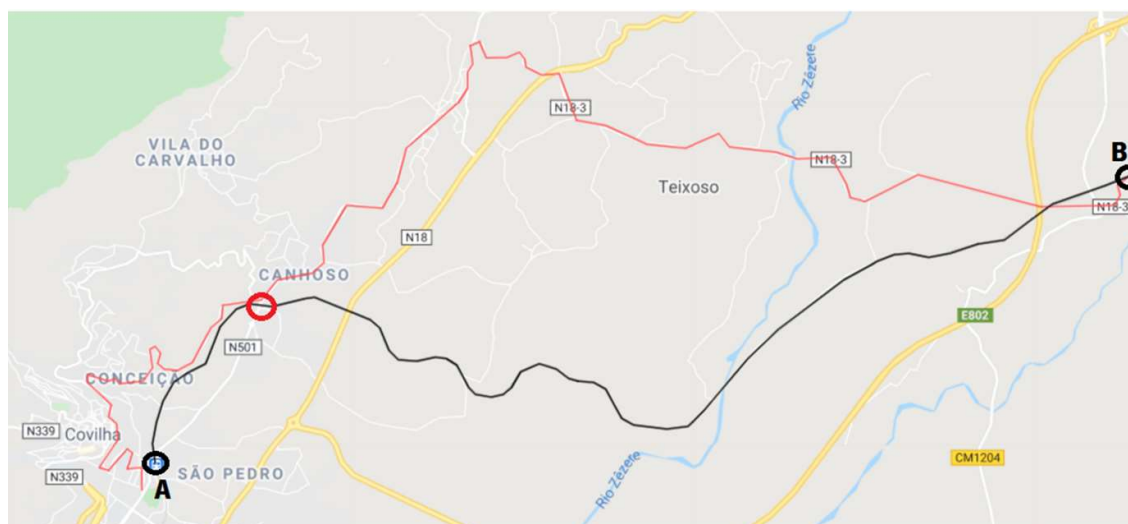 Rio Zêzere
N18-3
VILA DO
CARVALHO
B
N18-3
Teixoso
N18-3
N18
CANHOSO
E802
N501
CONCEIÇÃO
N339
Covilha
SÃO PEDRO
CM1204
N339
A
Rio Zêzere